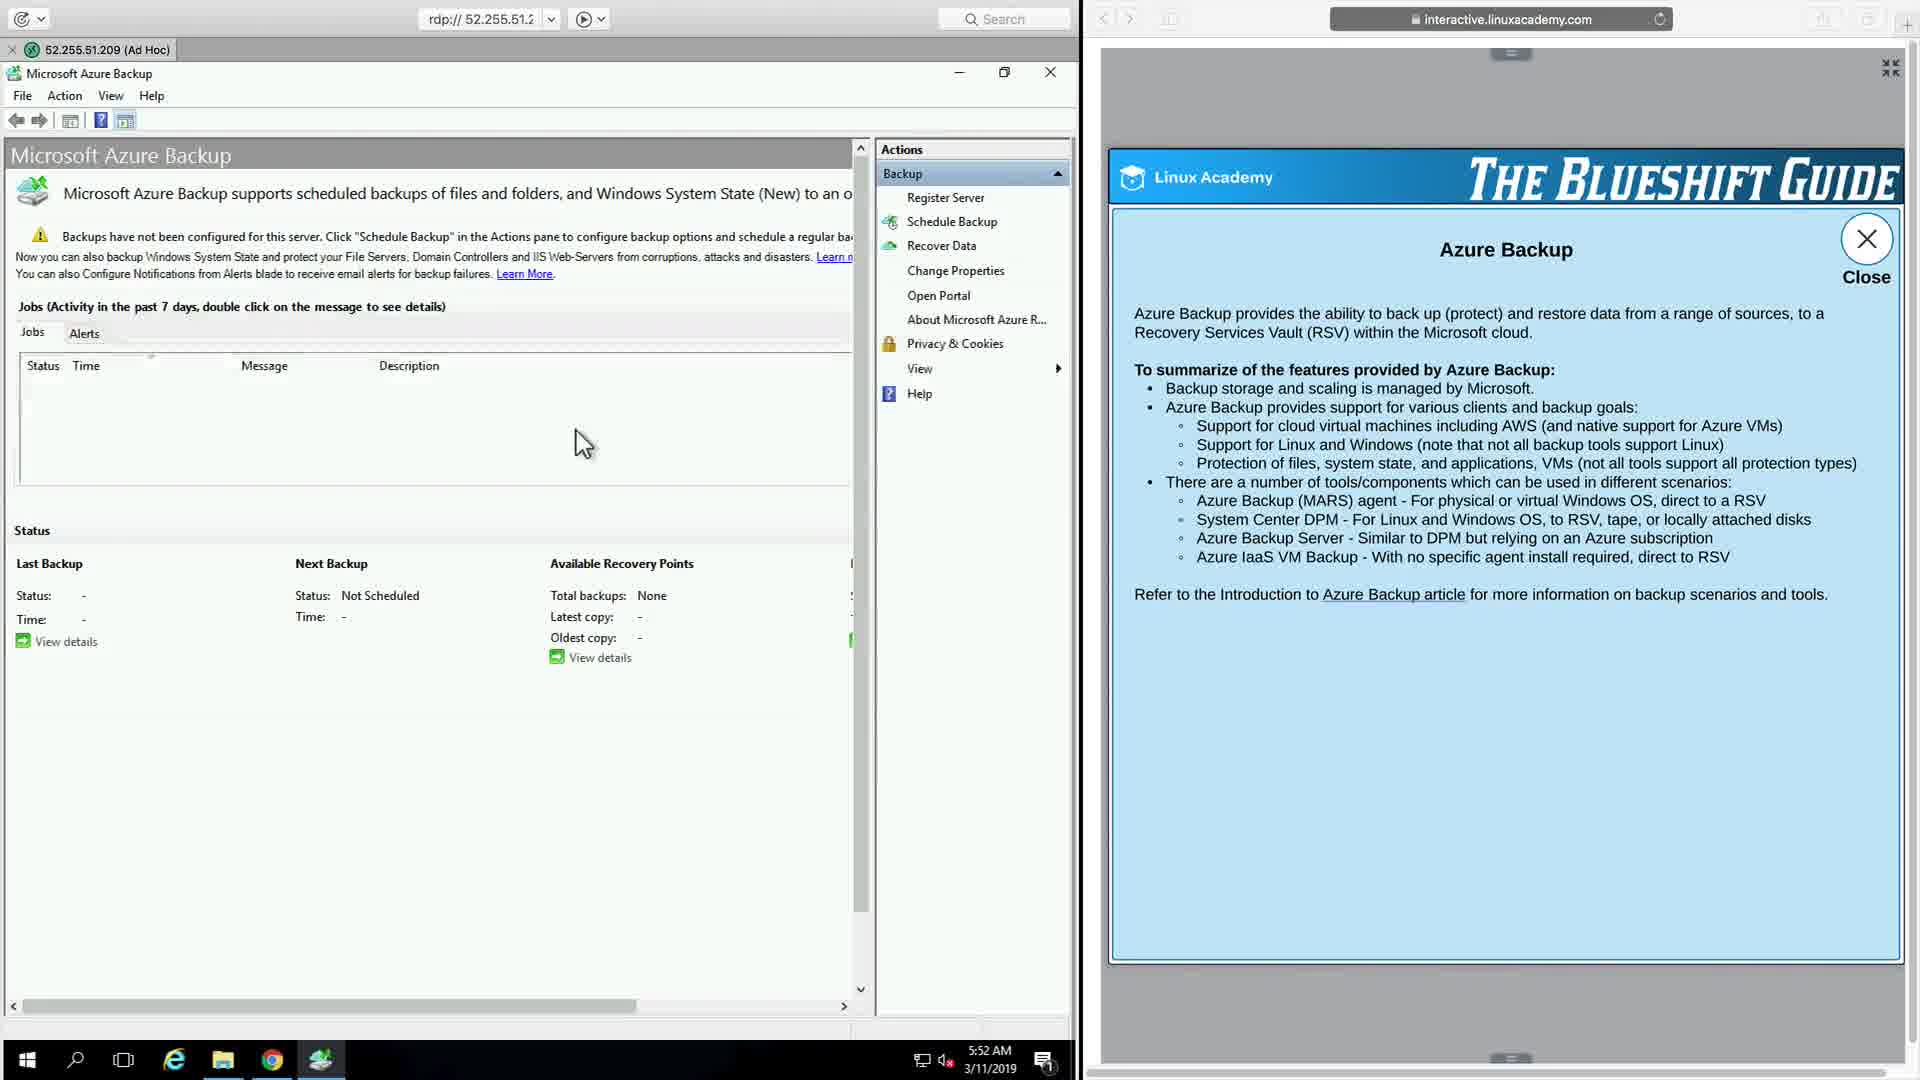 rdp:// 52.255.51.2
Search
interactive.linuxacademy.com
52.255.51.209 (Ad Hoc)
Microsoft Azure Backup
File Action View Help
Microsoft Azure Backup
Microsoft Azure Backup supports scheduled backups of files and folders, and Windows System State (New) to an o
Backups have not been configured for this server. Click "Schedule Backup" in the Actions pane to configure backup options and schedule a regular ba
Now you can also backup Windows System State and protect your File Servers, Domain Controllers and IIS Web-Servers from corruptions, attacks and disasters. Learn
You can also Configure Notifications from Alerts blade to receive email alerts for backup failures. Learn More.
Jobs (Activity in the past 7 days, double click on the message to see details)
Jobs Alerts
Status Time Message Description
Status
Last Backup
Status: -
Time: -
View details
Next Backup
Status: Not Scheduled
Time: -
Available Recovery Points
Total backups: None
Latest copy: -
Oldest copy: -
View details
Actions
Backup
Register Server
Schedule Backup
Recover Data
Change Properties
Open Portal
About Microsoft Azure R...
Privacy & Cookies
View
Help
5:52 AM
3/11/2019
1
Linux Academy
THE BLUESHIFT GUIDE
Azure Backup
Close
Azure Backup provides the ability to back up (protect) and restore data from a range of sources, to a
Recovery Services Vault (RSV) within the Microsoft cloud.
To summarize of the features provided by Azure Backup:
• Backup storage and scaling is managed by Microsoft.
• Azure Backup provides support for various clients and backup goals:
◦ Support for cloud virtual machines including AWS (and native support for Azure VMs)
◦ Support for Linux and Windows (note that not all backup tools support Linux)
◦ Protection of files, system state, and applications, VMs (not all tools support all protection types)
• There are a number of tools/components which can be used in different scenarios:
◦ Azure Backup (MARS) agent - For physical or virtual Windows OS, direct to a RSV
◦ System Center DPM - For Linux and Windows OS, to RSV, tape, or locally attached disks
◦ Azure Backup Server - Similar to DPM but relying on an Azure subscription
◦ Azure IaaS VM Backup - With no specific agent install required, direct to RSV
Refer to the Introduction to Azure Backup article for more information on backup scenarios and tools.